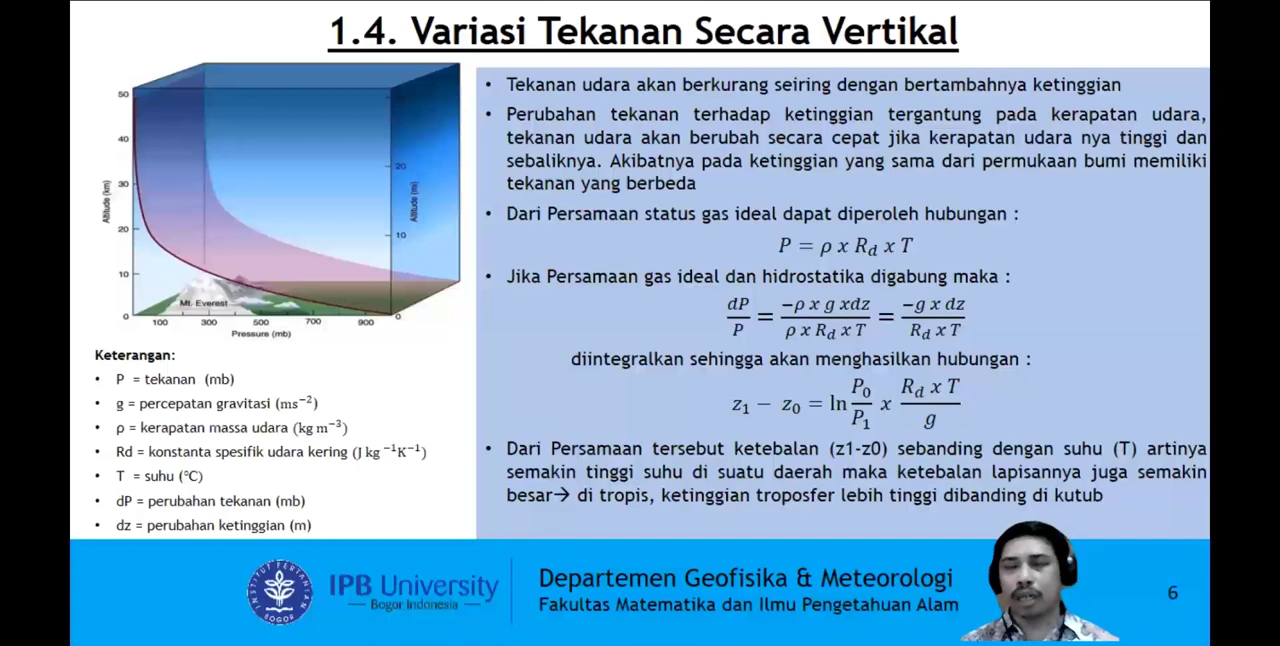 1.4. Variasi Tekanan Secara Vertikal
50
40
30
20
10
0
Altitude (km)
20
10
0
Altitude (mi)
Mt. Everest
100 300 500 700 900
Pressure (mb)
Keterangan:
• P = tekanan (mb)
• g = percepatan gravitasi (ms⁻²)
• ρ = kerapatan massa udara (kg m⁻³)
• Rd = konstanta spesifik udara kering (J kg ⁻¹K⁻¹)
• T = suhu (°C)
• dP = perubahan tekanan (mb)
• dz = perubahan ketinggian (m)
• Tekanan udara akan berkurang seiring dengan bertambahnya ketinggian
• Perubahan tekanan terhadap ketinggian tergantung pada kerapatan udara,
tekanan udara akan berubah secara cepat jika kerapatan udara nya tinggi dan
sebaliknya. Akibatnya pada ketinggian yang sama dari permukaan bumi memiliki
tekanan yang berbeda
• Dari Persamaan status gas ideal dapat diperoleh hubungan :
P = ρ x R_d x T
• Jika Persamaan gas ideal dan hidrostatika digabung maka :
dP/P = (−ρ x g xdz)/(ρ x R_d x T) = (−g x dz)/(R_d x T)
diintegralkan sehingga akan menghasilkan hubungan :
z₁ − z₀ = ln P₀/P₁ x (R_d x T)/g
• Dari Persamaan tersebut ketebalan (z1-z0) sebanding dengan suhu (T) artinya
semakin tinggi suhu di suatu daerah maka ketebalan lapisannya juga semakin
besar→ di tropis, ketinggian troposfer lebih tinggi dibanding di kutub
INSTITUT PERTANIAN
BOGOR
IPB University
Bogor Indonesia
Departemen Geofisika & Meteorologi
Fakultas Matematika dan Ilmu Pengetahuan Alam
6